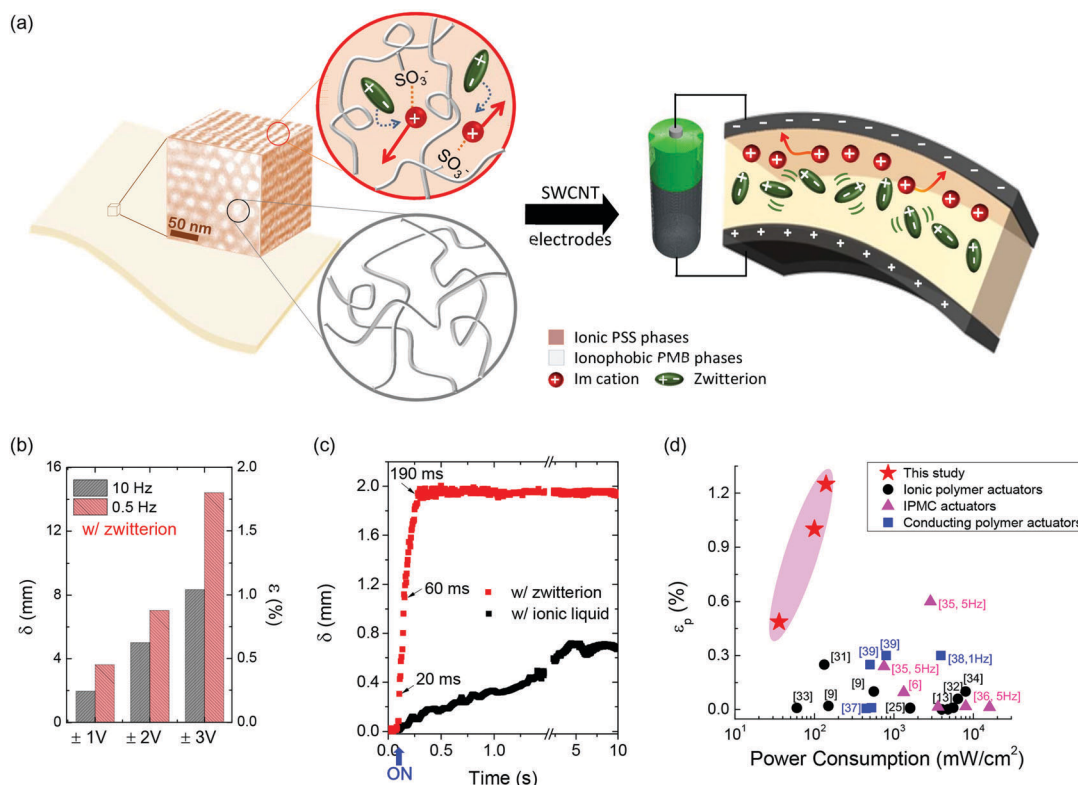 (a)
SO₃⁻
SO₃⁻
50 nm
SWCNT
electrodes
Ionic PSS phases
Ionophobic PMB phases
Im cation
Zwitterion
(b)
16
12
8
4
0
δ (mm)
10 Hz
0.5 Hz
w/ zwitterion
2.0
1.5
1.0
0.5
0.0
ε (%)
± 1V
± 2V
± 3V
(c)
2.0
1.6
1.2
0.8
0.4
0.0
δ (mm)
190 ms
60 ms
20 ms
w/ zwitterion
w/ ionic liquid
0.0
0.5
1.0
5
10
ON
Time (s)
(d)
1.2
0.9
0.6
0.3
0.0
εₚ (%)
This study
Ionic polymer actuators
IPMC actuators
Conducting polymer actuators
[35, 5Hz]
[39]
[39]
[38,1Hz]
[31]
[35, 5Hz]
[33]
[9]
[9]
[37]
[6]
[25]
[13]
[32]
[34]
[36, 5Hz]
10¹
10²
10³
10⁴
Power Consumption (mW/cm²)